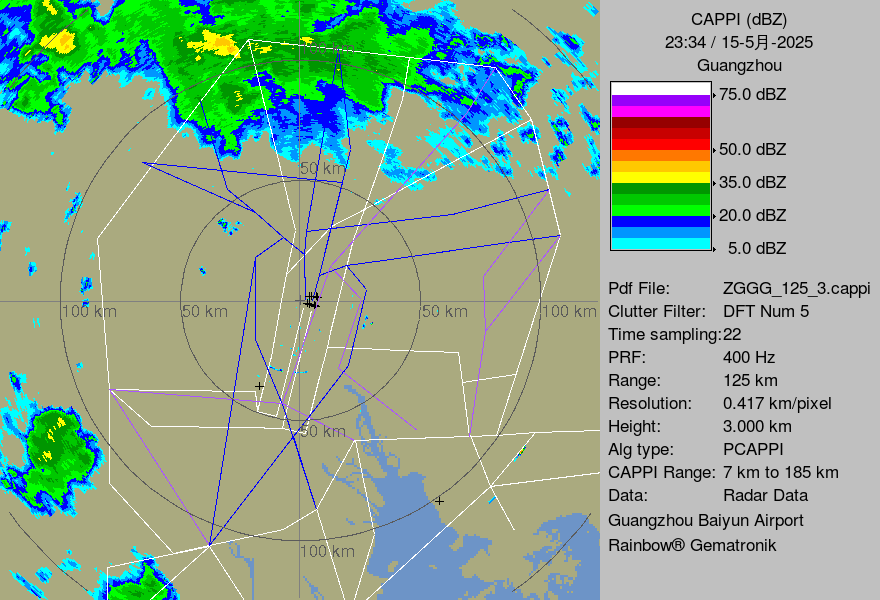 CAPPI (dBZ)
23:34 / 15-5月-2025
Guangzhou
75.0 dBZ
50.0 dBZ
35.0 dBZ
20.0 dBZ
5.0 dBZ
Pdf File: ZGGG_125_3.cappi
Clutter Filter: DFT Num 5
Time sampling:22
PRF: 400 Hz
Range: 125 km
Resolution: 0.417 km/pixel
Height: 3.000 km
Alg type: PCAPPI
CAPPI Range: 7 km to 185 km
Data: Radar Data
Guangzhou Baiyun Airport
Rainbow® Gematronik
50 km
100 km
50 km
50 km
100 km
50 km
100 km